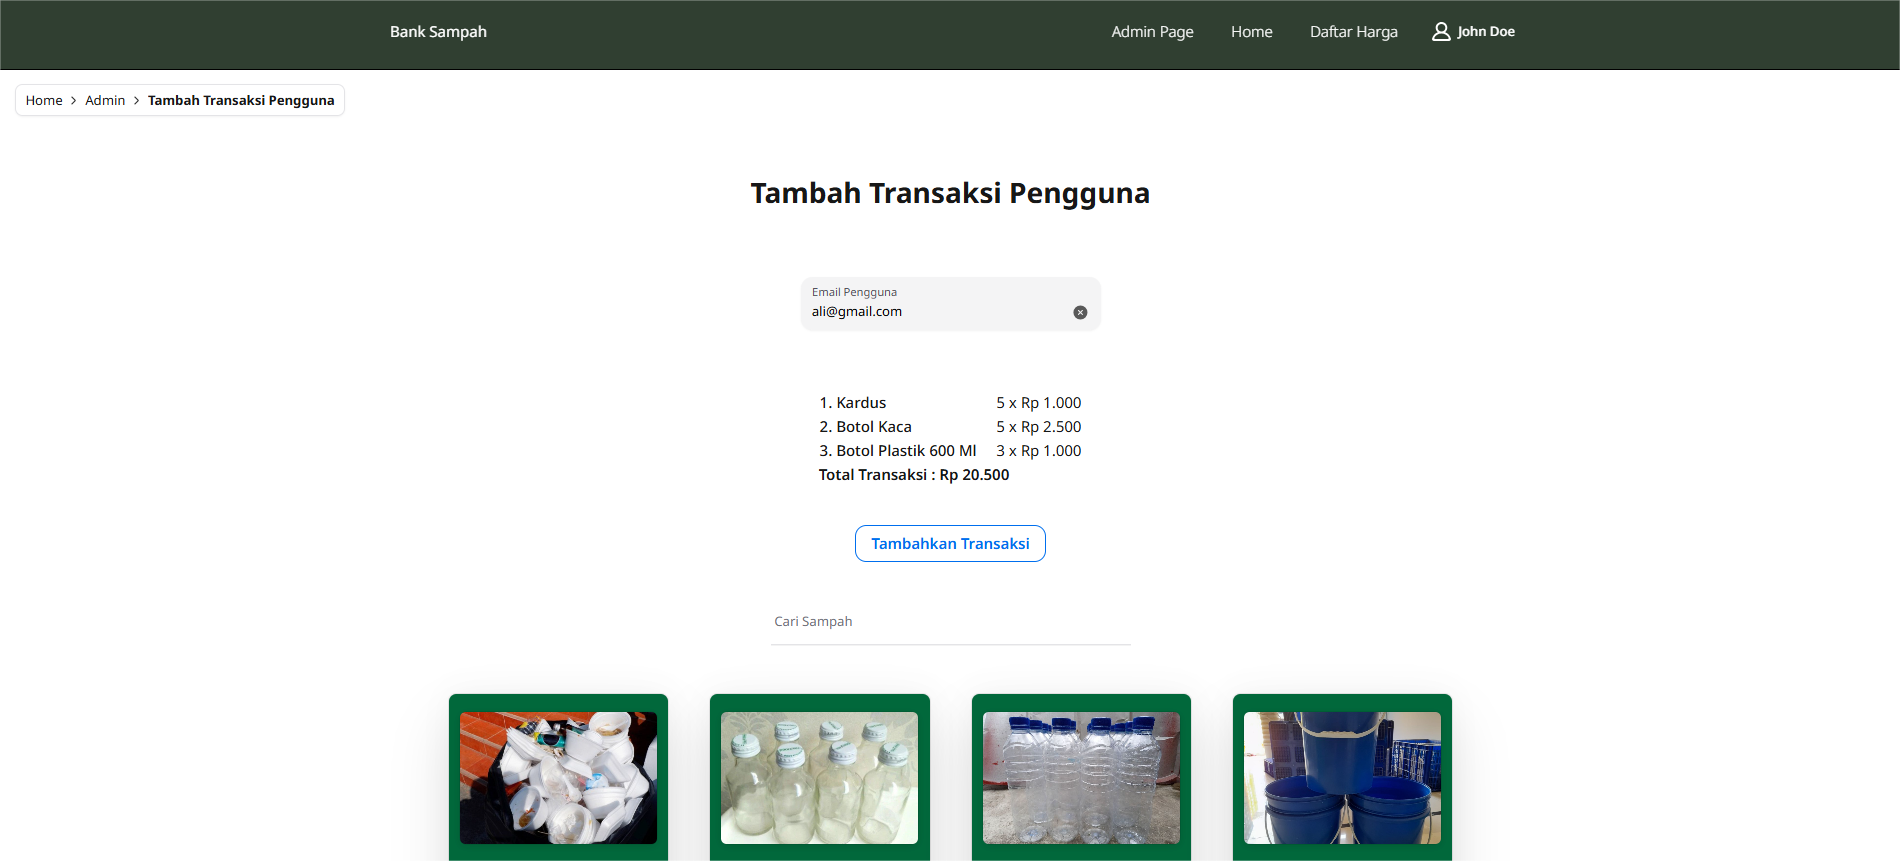 Bank Sampah Admin Page Home Daftar Harga John Doe
Home > Admin > Tambah Transaksi Pengguna
Tambah Transaksi Pengguna
Email Pengguna
ali@gmail.com
1. Kardus 5 x Rp 1.000
2. Botol Kaca 5 x Rp 2.500
3. Botol Plastik 600 Ml 3 x Rp 1.000
Total Transaksi : Rp 20.500
Tambahkan Transaksi
Cari Sampah